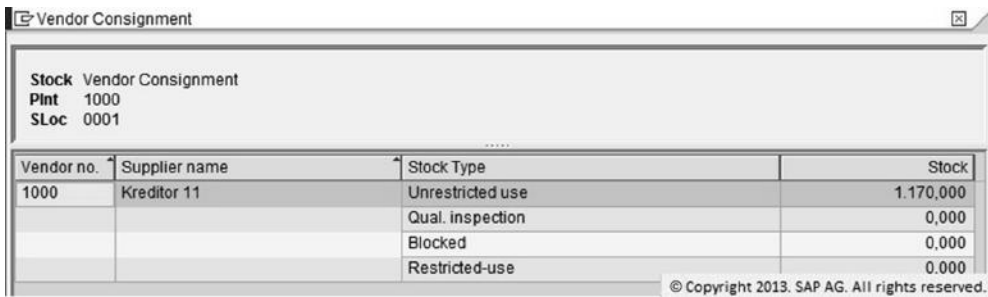 Vendor Consignment
Stock Vendor Consignment
Plnt 1000
SLoc 0001
Vendor no. Supplier name Stock Type Stock
1000 Kreditor 11 Unrestricted use 1.170,000
Qual. inspection 0,000
Blocked 0,000
Restricted-use 0,000
© Copyright 2013. SAP AG. All rights reserved.